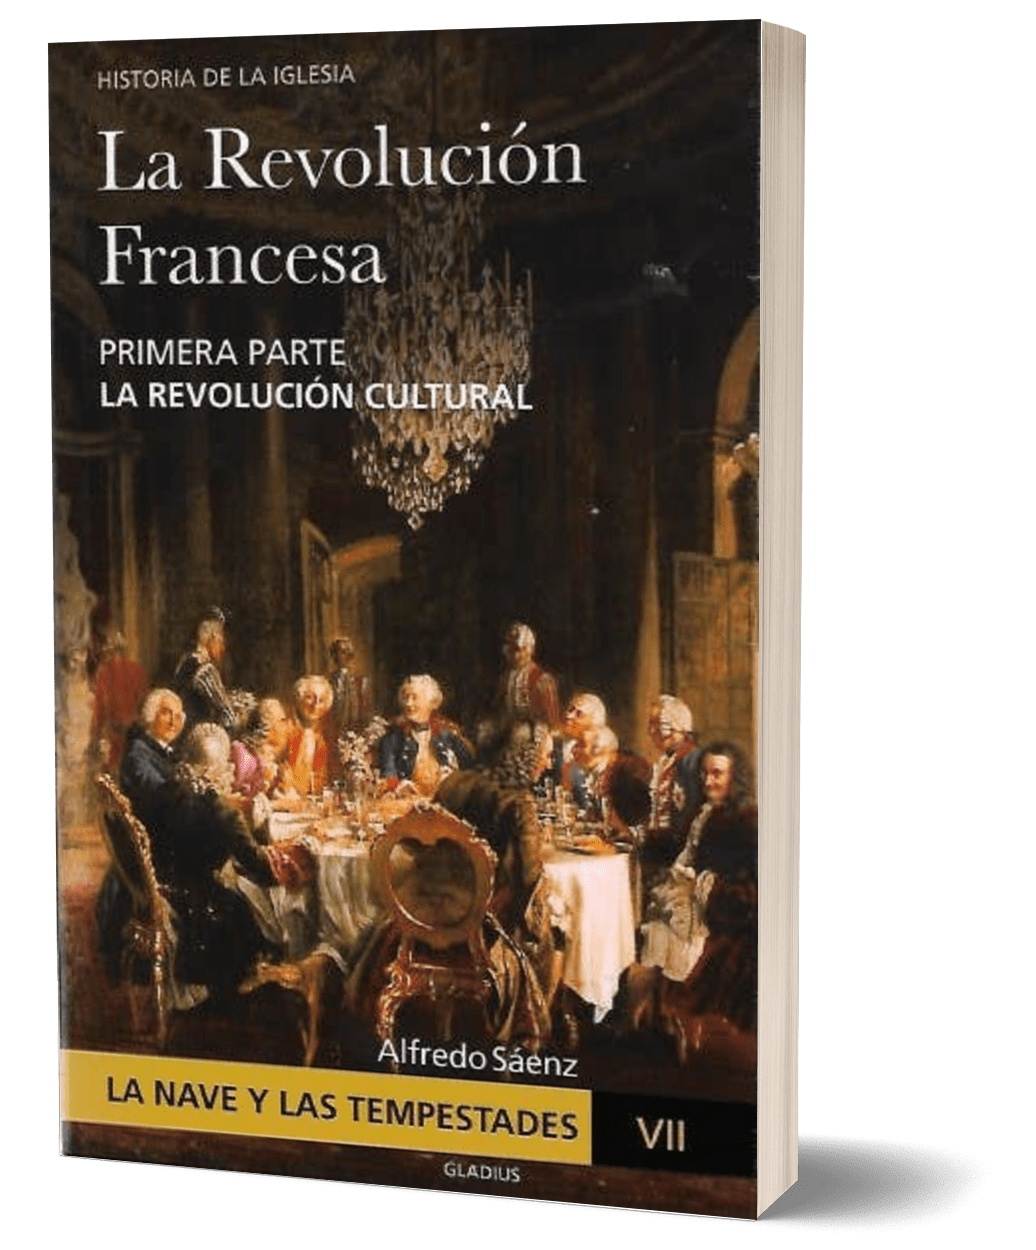 HISTORIA DE LA IGLESIA
La Revolución
Francesa
PRIMERA PARTE
LA REVOLUCIÓN CULTURAL
Alfredo Sáenz
LA NAVE Y LAS TEMPESTADES
VII
GLADIUS